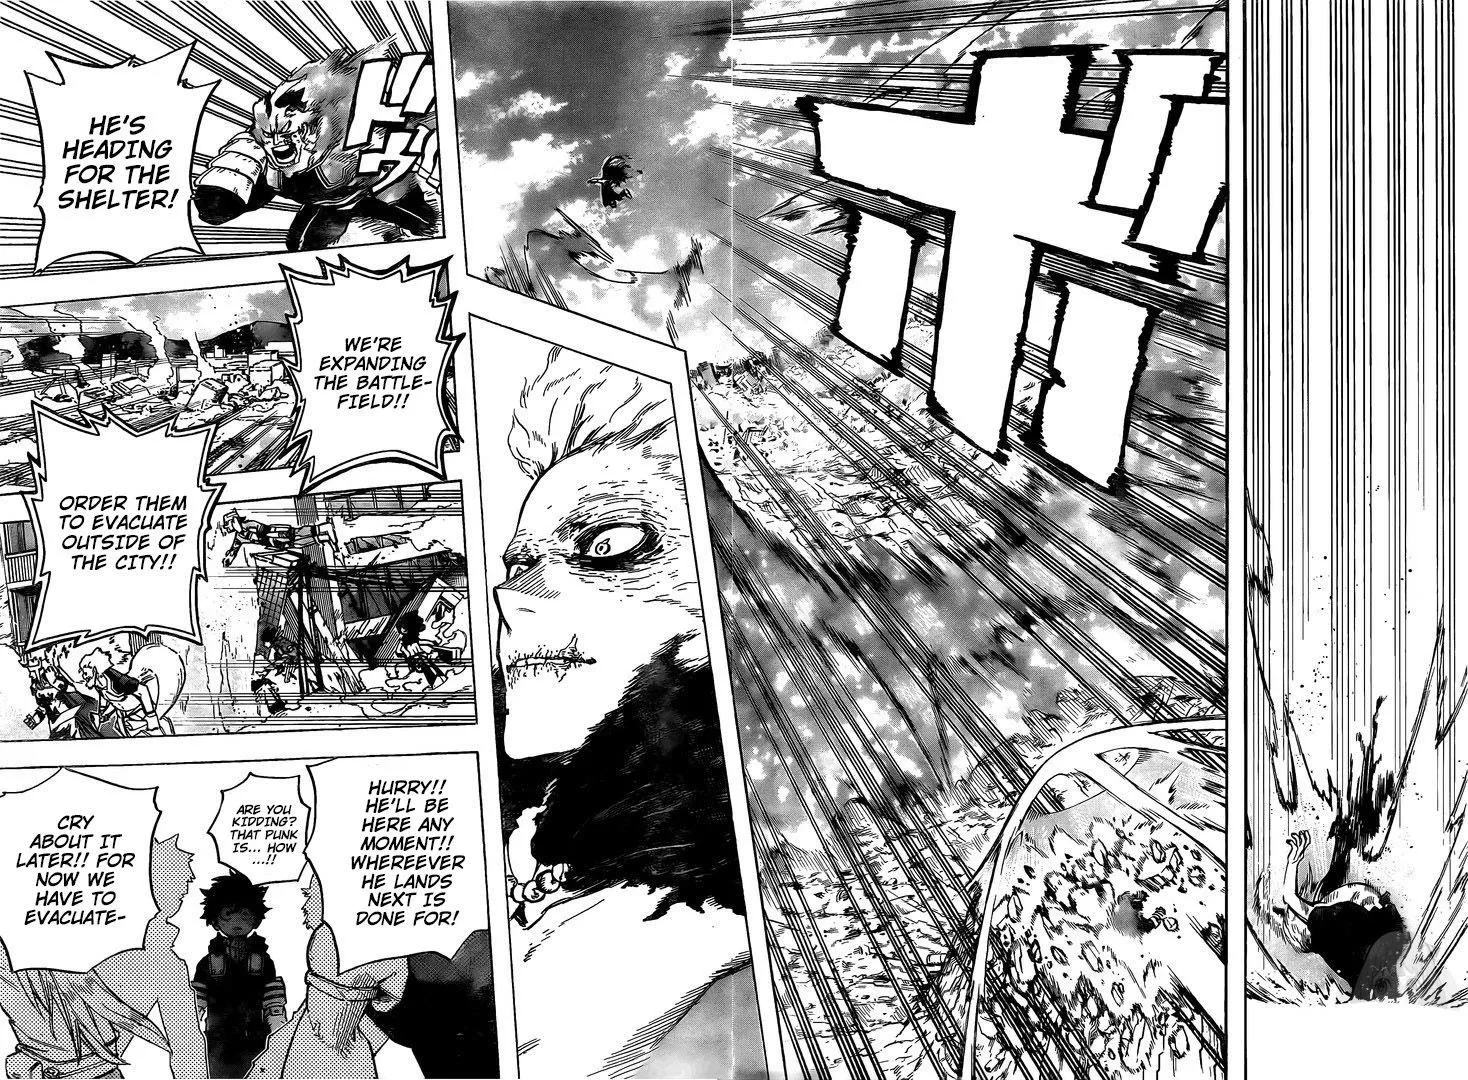 HE'S
HEADING
FOR THE
SHELTER!
WE'RE
EXPANDING
THE BATTLE-
FIELD!!
ORDER THEM
TO EVACUATE
OUTSIDE OF
THE CITY!!
HURRY!!
HE'LL BE
HERE ANY
MOMENT!!
WHEREEVER
HE LANDS
NEXT IS
DONE FOR!
ARE YOU
KIDDING?
THAT PUNK
IS... HOW
...!!
CRY
ABOUT IT
LATER!! FOR
NOW WE
HAVE TO
EVACUATE-